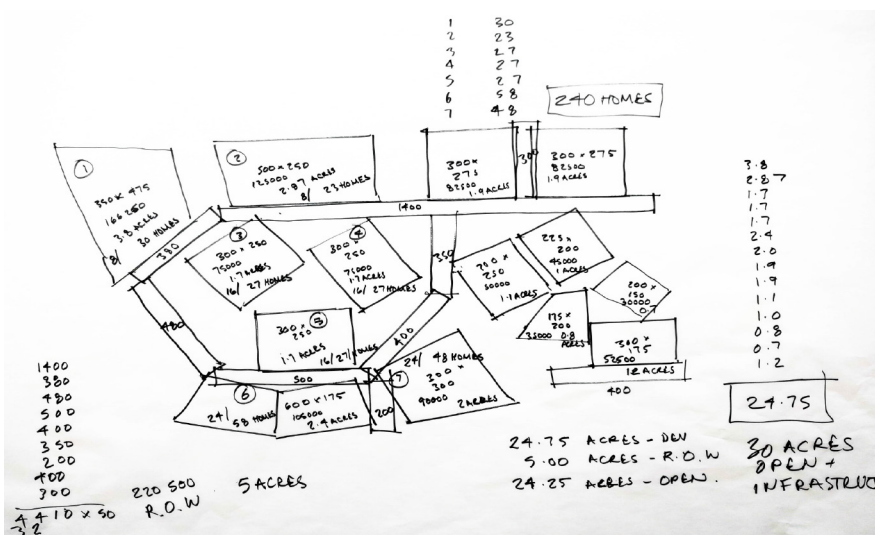 1 30
2 23
3 27
4 27
5 27
6 58
7 48
240 HOMES
1
350 x 475
166250
3.8 ACRES
8/ 30 HOMES
380
2
500 x 250
125000
2.87 ACRES
8/ 23 HOMES
300 x
275
82500
1.9 ACRES
300
300 x 275
82500
1.9 ACRES
1400
3
300 x 250
75000
1.7 ACRES
16/ 27 HOMES
4
300 x
250
75000
1.7 ACRES
16/ 27 HOMES
350
200 x
250
50000
1.1 ACRES
225 x
200
45000
1 ACRES
200 x
150
30000
0.7
175 x
200
35000 0.8
ACRES
300 x
175
52500
1.2 ACRES
400
480
5
300 x
250
1.7 ACRES
16/27/HOMES
400
500
6
24/
58 HOMES
600 x 175
105000
2.4 ACRES
200
7
24/ 48 HOMES
300 x
300
90000 2 ACRES
3.8
2.87
1.7
1.7
1.7
2.4
2.0
1.9
1.9
1.1
1.0
0.8
0.7
1.2
24.75
1400
380
480
500
400
350
200
400
300
4410 x 50
220 500
R.O.W
5 ACRES
24.75 ACRES - DEV
5.00 ACRES - R.O.W
24.25 ACRES - OPEN.
30 ACRES
OPEN +
INFRASTRUC